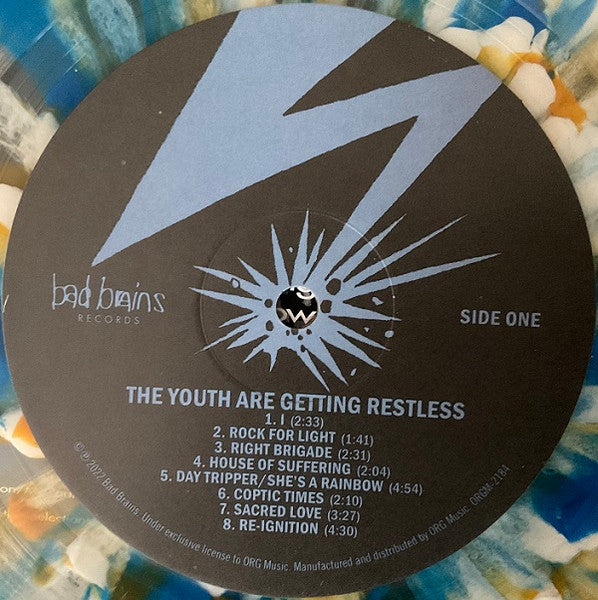 bad brains
RECORDS
SIDE ONE
THE YOUTH ARE GETTING RESTLESS
1. I (2:33)
2. ROCK FOR LIGHT (1:41)
3. RIGHT BRIGADE (2:31)
4. HOUSE OF SUFFERING (2:04)
5. DAY TRIPPER/SHE'S A RAINBOW (4:54)
6. COPTIC TIMES (2:10)
7. SACRED LOVE (3:27)
8. RE-IGNITION (4:30)
©℗2022 Bad Brains. Under exclusive license to ORG Music. Manufactured and distributed by ORG Music. ORGM-2184